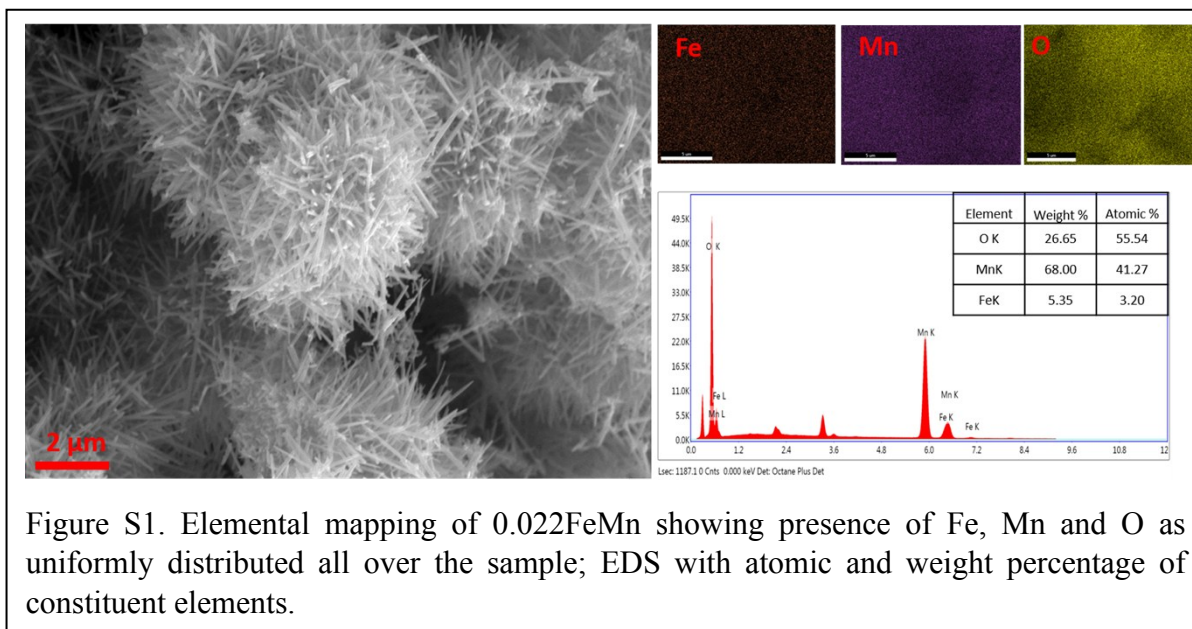 Fe
Mn
O
2 µm
Element Weight % Atomic %
O K 26.65 55.54
MnK 68.00 41.27
FeK 5.35 3.20
49.5K
44.0K
38.5K
33.0K
27.5K
22.0K
16.5K
11.0K
5.5K
0.0K
O K
Fe L
Mn L
Mn K
Mn K
Fe K
Fe K
0.0 1.2 2.4 3.6 4.8 6.0 7.2 8.4 9.6 10.8 12
Lsec: 1187.1 0 Cnts 0.000 keV Det: Octane Plus Det
Figure S1. Elemental mapping of 0.022FeMn showing presence of Fe, Mn and O as
uniformly distributed all over the sample; EDS with atomic and weight percentage of
constituent elements.